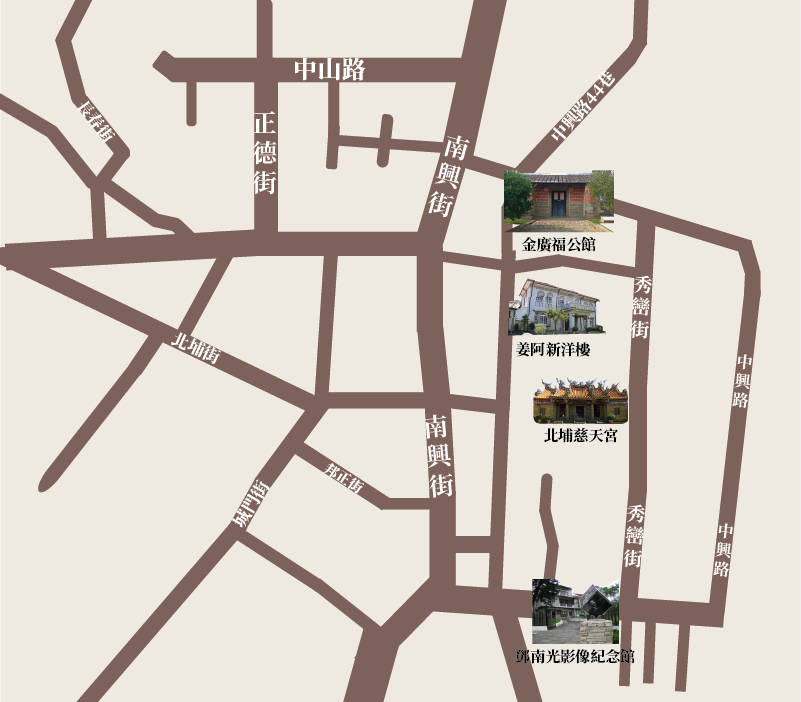 中山路
中興路44巷
長春街
正德街
南興街
金廣福公館
秀巒街
姜阿新洋樓
北埔街
中興路
北埔慈天宮
南興街
邦正街
城門街
秀巒街
中興路
鄧南光影像紀念館